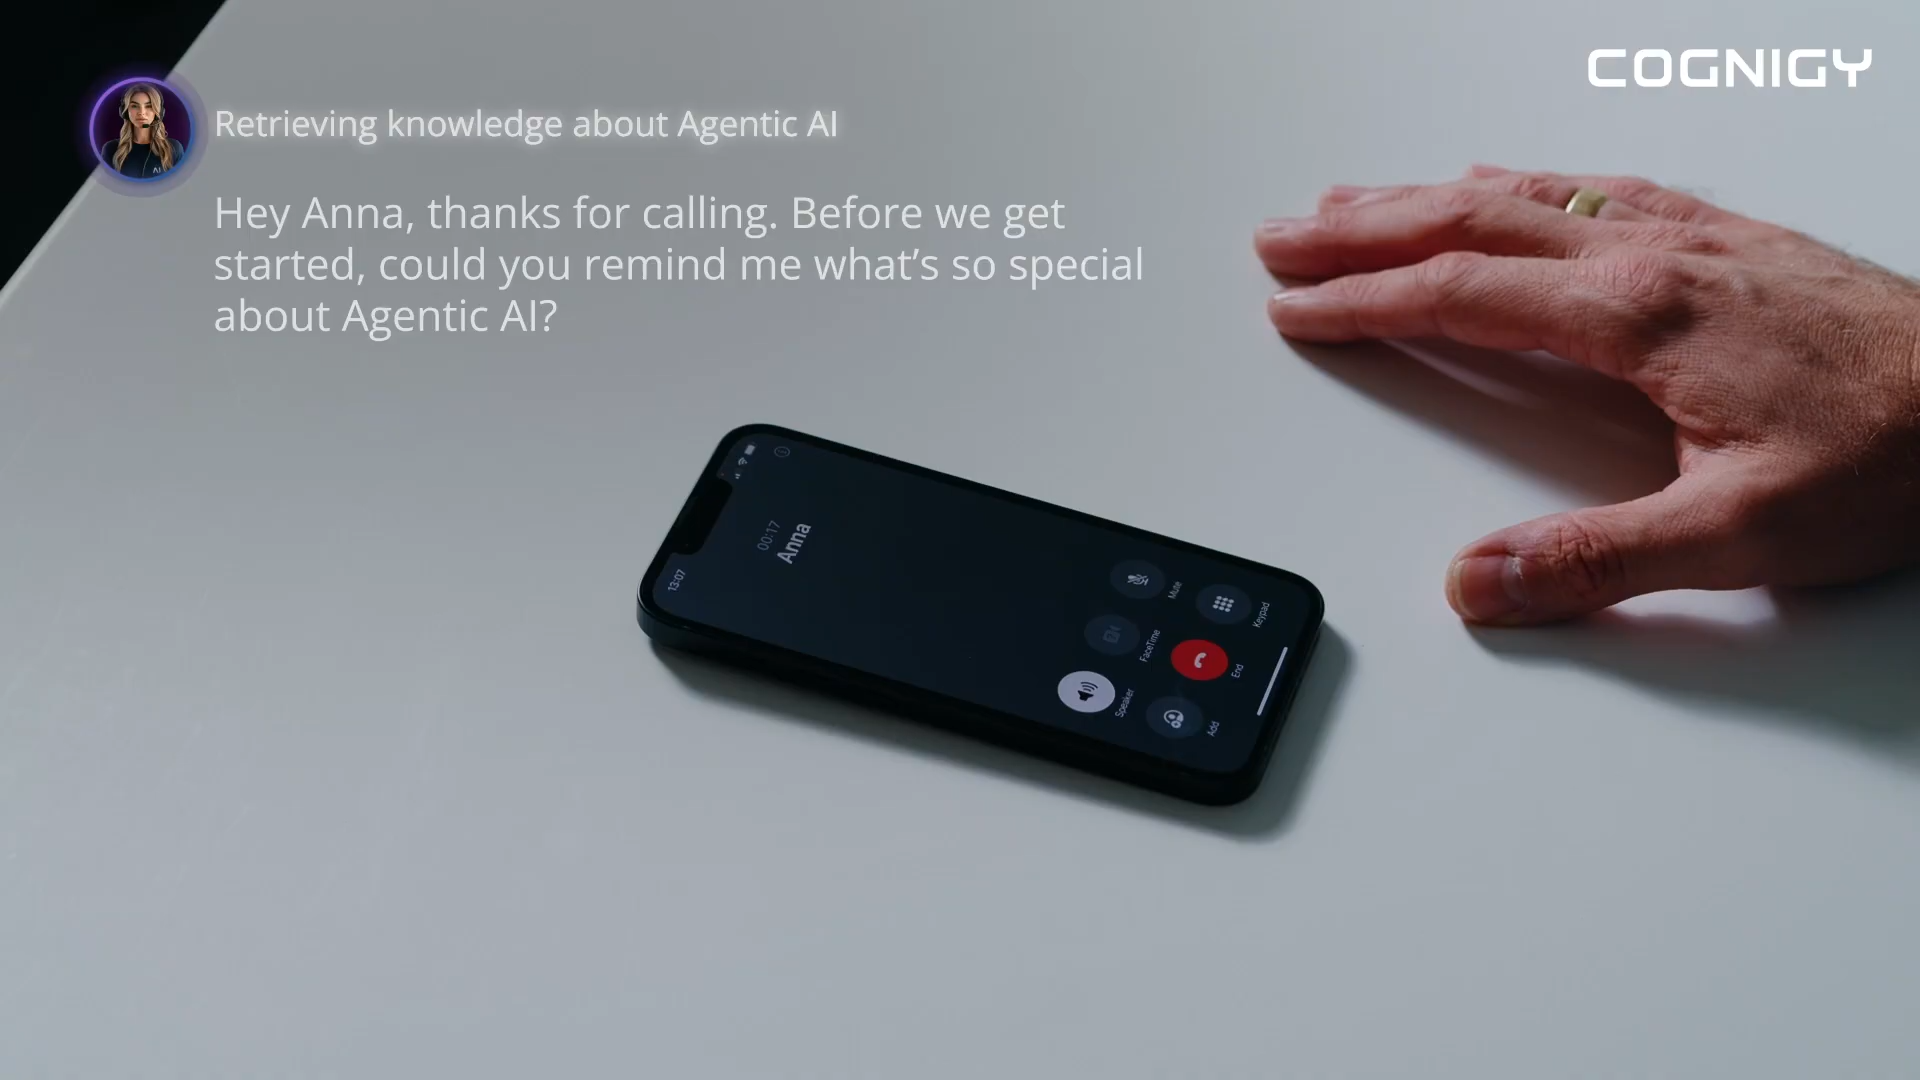 COGNIGY
Retrieving knowledge about Agentic AI
Hey Anna, thanks for calling. Before we get
started, could you remind me what’s so special
about Agentic AI?
13:07
00:17
Anna
Mute
Keypad
FaceTime
End
Speaker
Add
AI